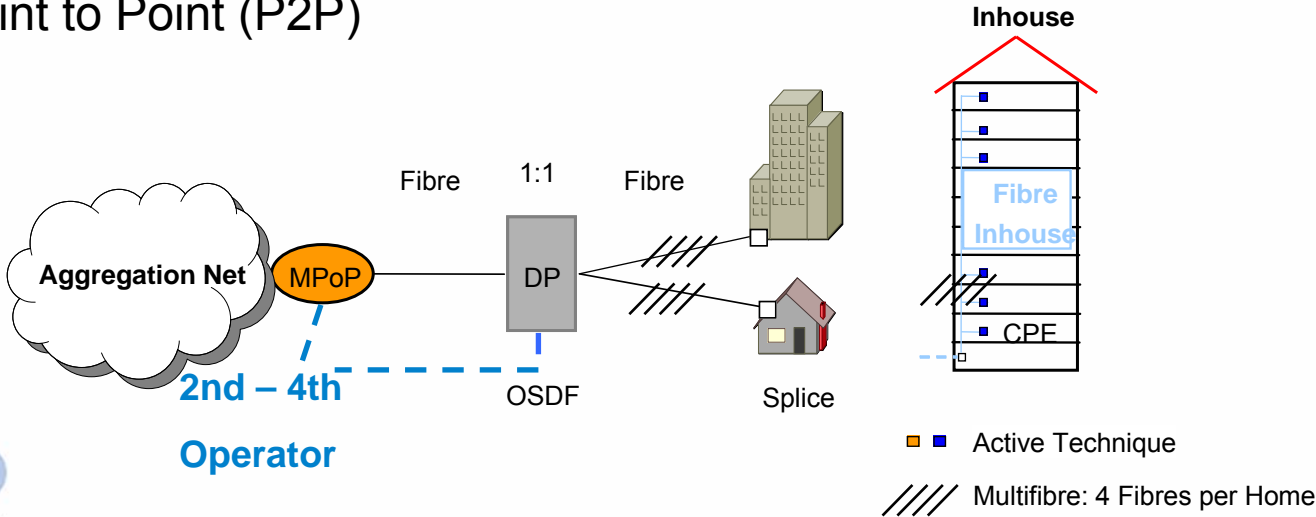 int to Point (P2P)
Inhouse
Fibre
1:1
Fibre
Fibre
Inhouse
Aggregation Net
MPoP
DP
CPE
2nd – 4th
Operator
OSDF
Splice
Active Technique
Multifibre: 4 Fibres per Home